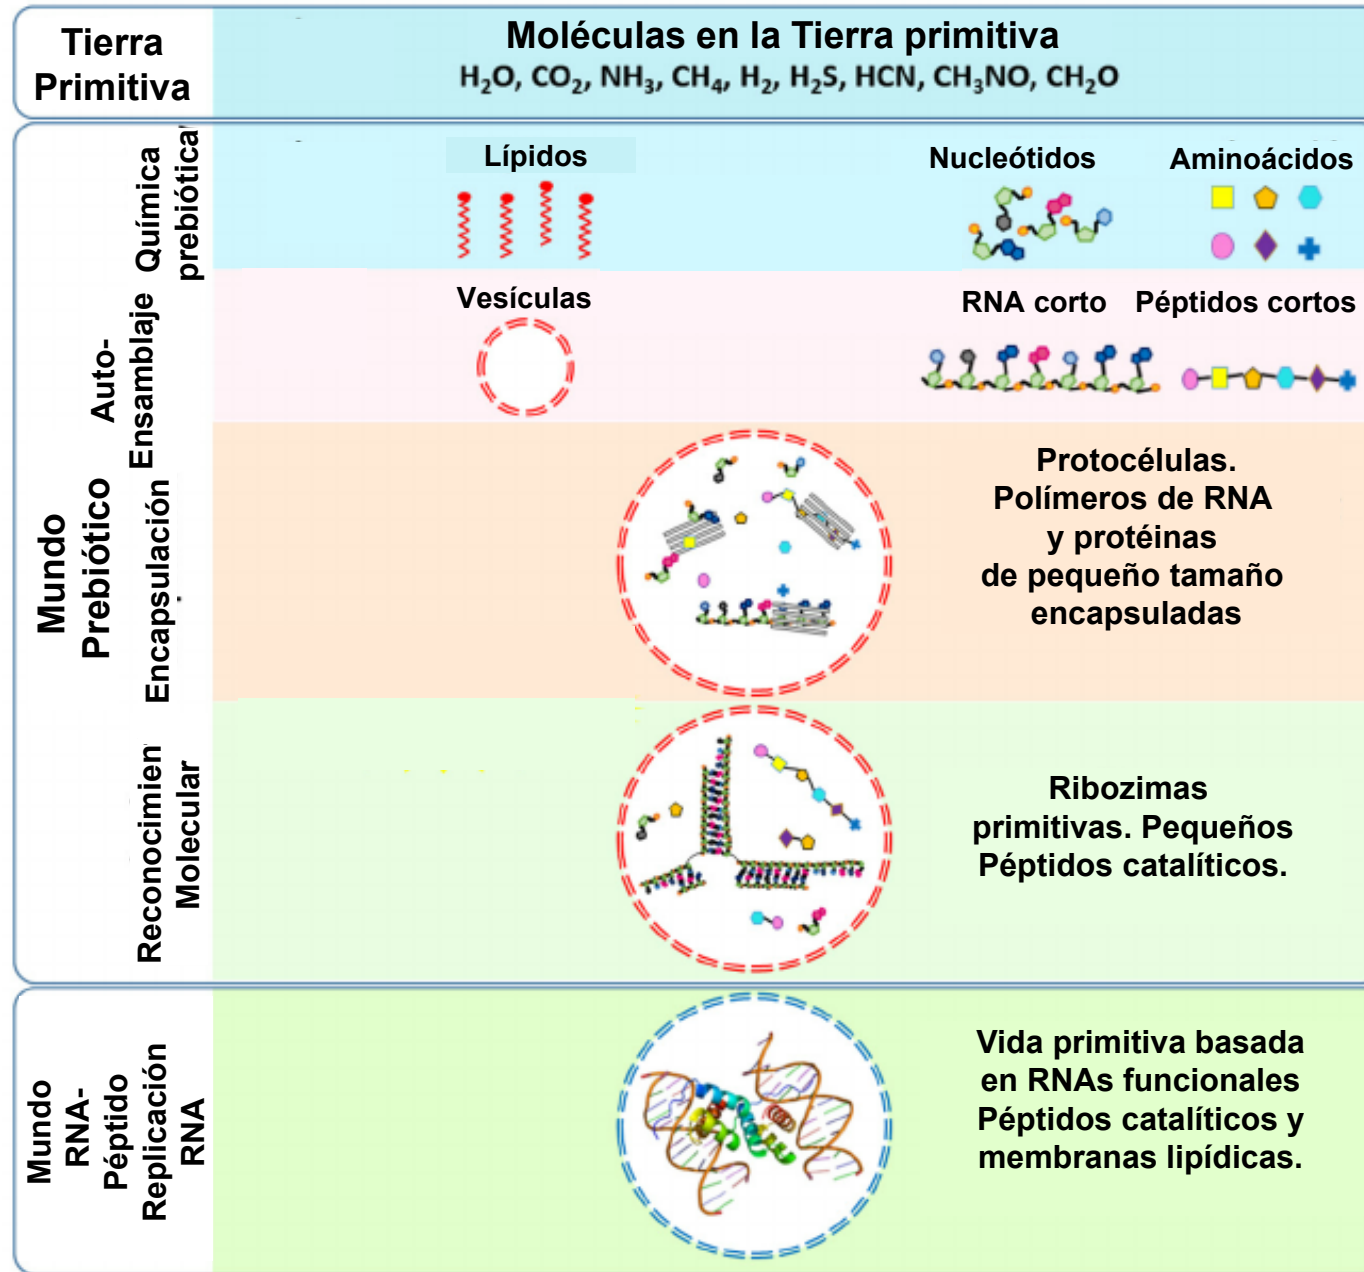 Tierra
Primitiva
Moléculas en la Tierra primitiva
H₂O, CO₂, NH₃, CH₄, H₂, H₂S, HCN, CH₃NO, CH₂O
Mundo
Prebiótico
Química
prebiótica
Lípidos
Nucleótidos
Aminoácidos
Auto-
Ensamblaje
Vesículas
RNA corto
Péptidos cortos
Encapsulación
Protocélulas.
Polímeros de RNA
y protéinas
de pequeño tamaño
encapsuladas
Reconocimien
Molecular
Ribozimas
primitivas. Pequeños
Péptidos catalíticos.
Mundo
RNA-
Péptido
Replicación
RNA
Vida primitiva basada
en RNAs funcionales
Péptidos catalíticos y
membranas lipídicas.